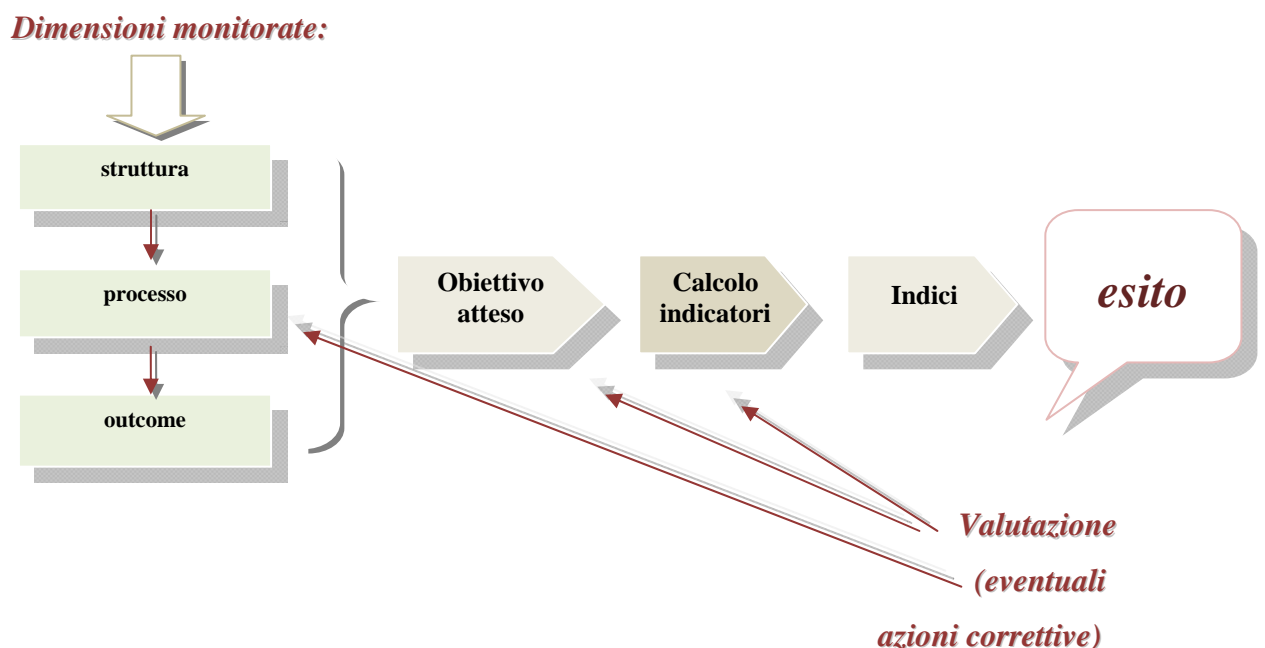 Dimensioni monitorate:
struttura
processo
outcome
Obiettivo
atteso
Calcolo
indicatori
Indici
esito
Valutazione
(eventuali
azioni correttive)